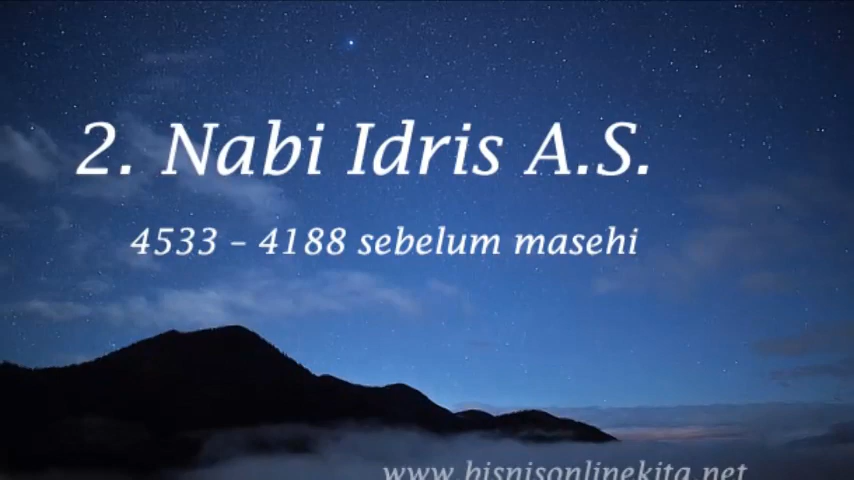 2. Nabi Idris A.S.
4533 – 4188 sebelum masehi
www.bisnisonlinekita.net